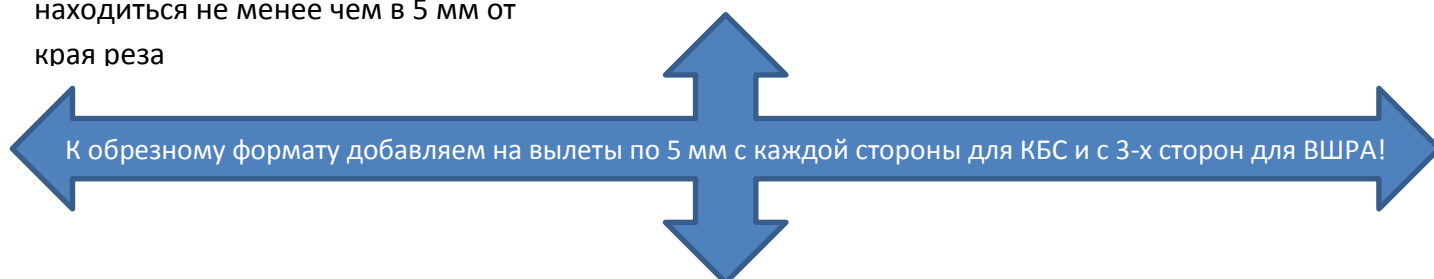 находиться не менее чем в 5 мм от
края реза
К обрезному формату добавляем на вылеты по 5 мм с каждой стороны для КБС и с 3-х сторон для ВШРА!